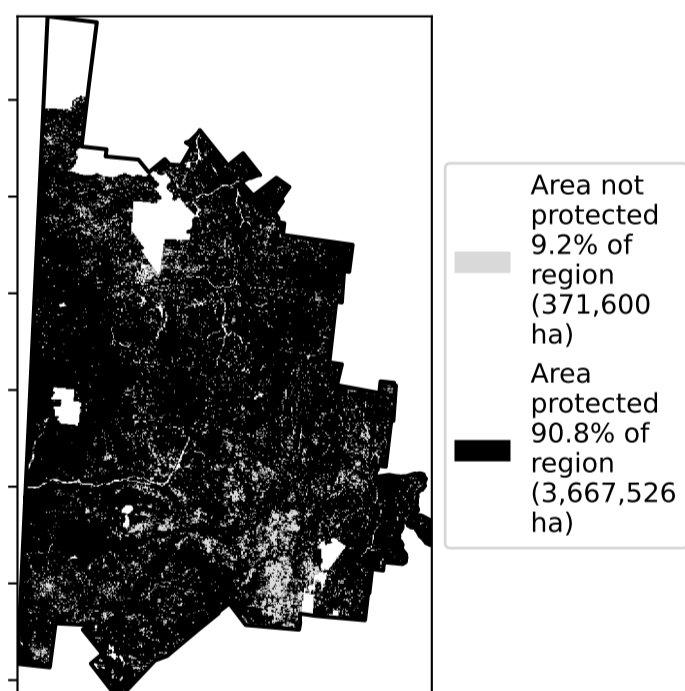 Area not
protected
9.2% of
region
(371,600
ha)
Area
protected
90.8% of
region
(3,667,526
ha)